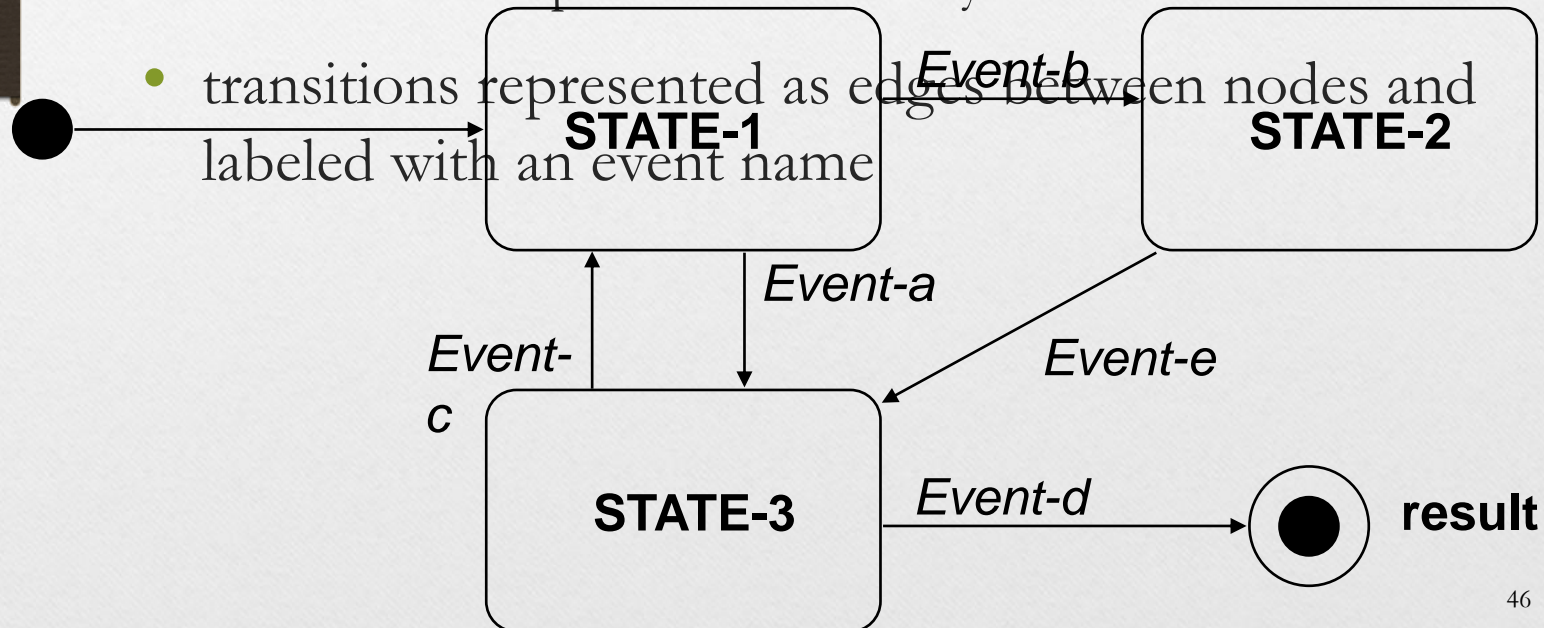 Event-b
transitions represented as edges between nodes and
STATE-1
STATE-2
labeled with an event name
Event-a
Event-
c
Event-e
STATE-3
Event-d
result
46